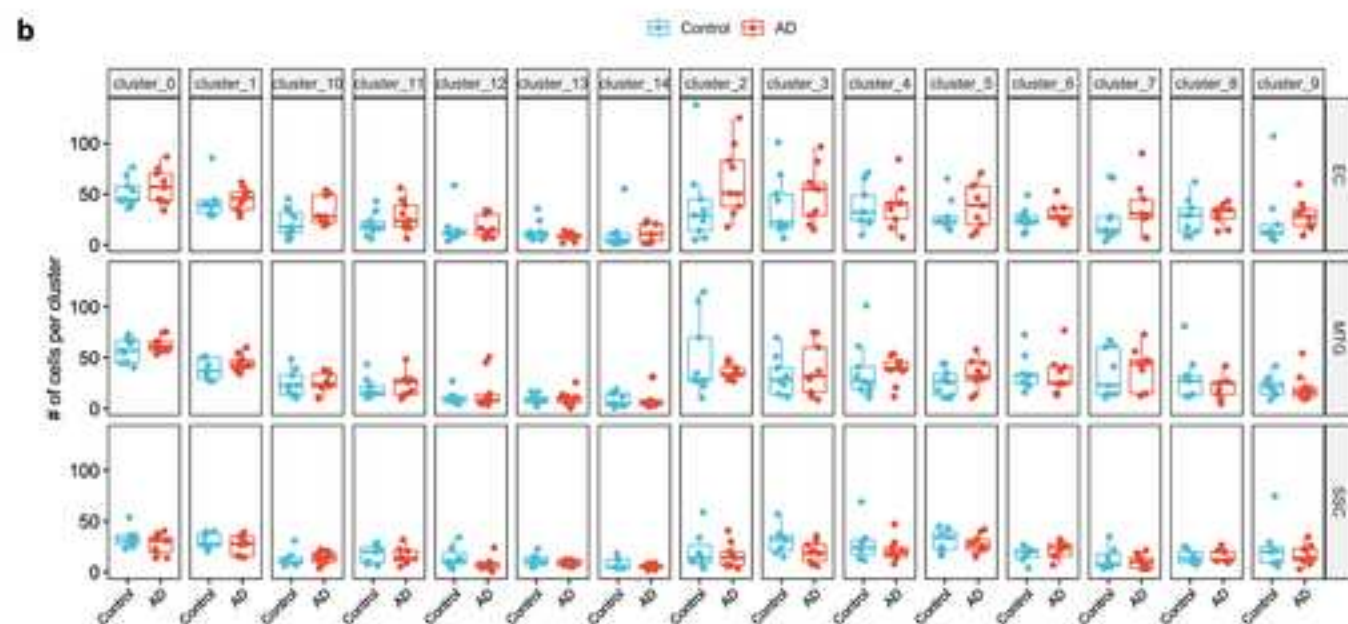 b
Control AD
cluster_0 cluster_1 cluster_10 cluster_11 cluster_12 cluster_13 cluster_14 cluster_2 cluster_3 cluster_4 cluster_5 cluster_6 cluster_7 cluster_8 cluster_9
# of cells per cluster
100
50
0
EC
100
50
0
MTG
100
50
0
SSC
Control AD Control AD Control AD Control AD Control AD Control AD Control AD Control AD Control AD Control AD Control AD Control AD Control AD Control AD Control AD